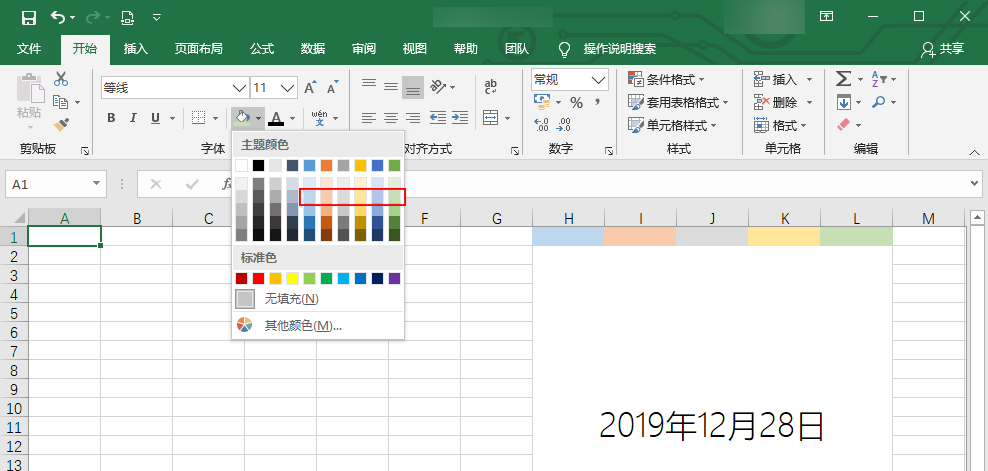 文件 开始 插入 页面布局 公式 数据 审阅 视图 帮助 团队 操作说明搜索 共享
等线 11 A A ab 常规 条件格式 插入 Σ A Z
粘贴 c 套用表格格式 删除
B I U A wén % , 单元格样式 格式
剪贴板 字体 对齐方式 数字 样式 单元格 编辑
主题颜色
A1
A B C F G H I J K L M
1
2
标准色
3
4
无填充(N)
5
其他颜色(M)...
6
7
8
9
10
2019年12月28日
11
12
13